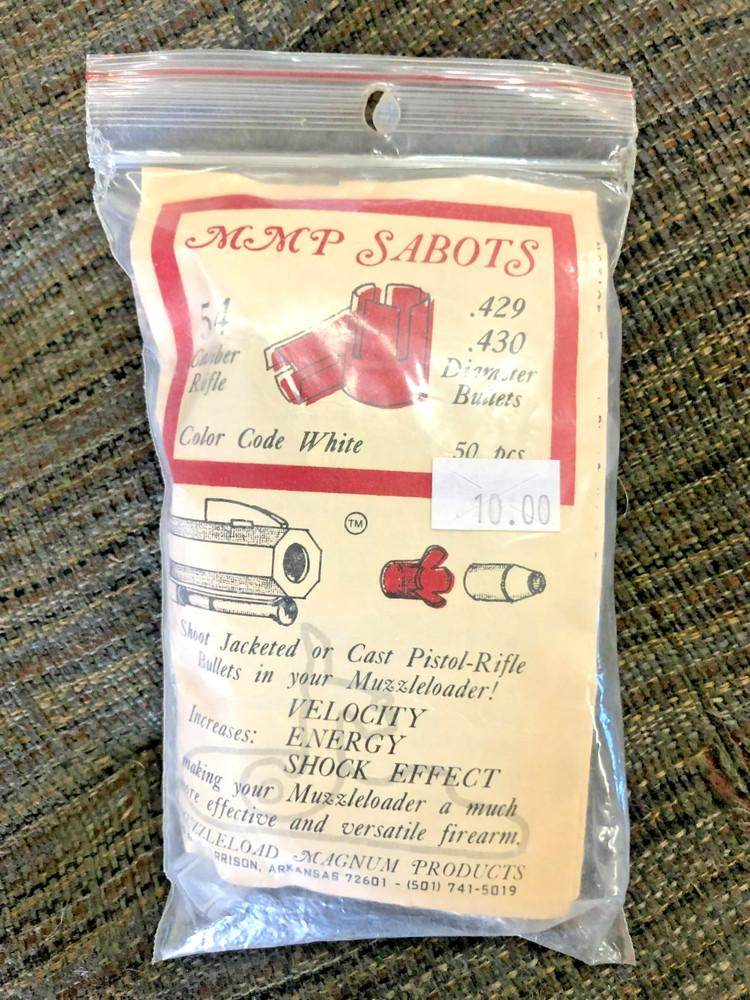 MMP SABOTS
54
Caliber
Rifle
.429
.430
Diameter
Bullets
Color Code White
50 pcs
10.00
TM
Shoot Jacketed or Cast Pistol-Rifle
Bullets in your Muzzleloader!
Increases:
VELOCITY
ENERGY
SHOCK EFFECT
making your Muzzleloader a much
more effective and versatile firearm.
MUZZLELOAD MAGNUM PRODUCTS
HARRISON, ARKANSAS 72601 - (501) 741-5019